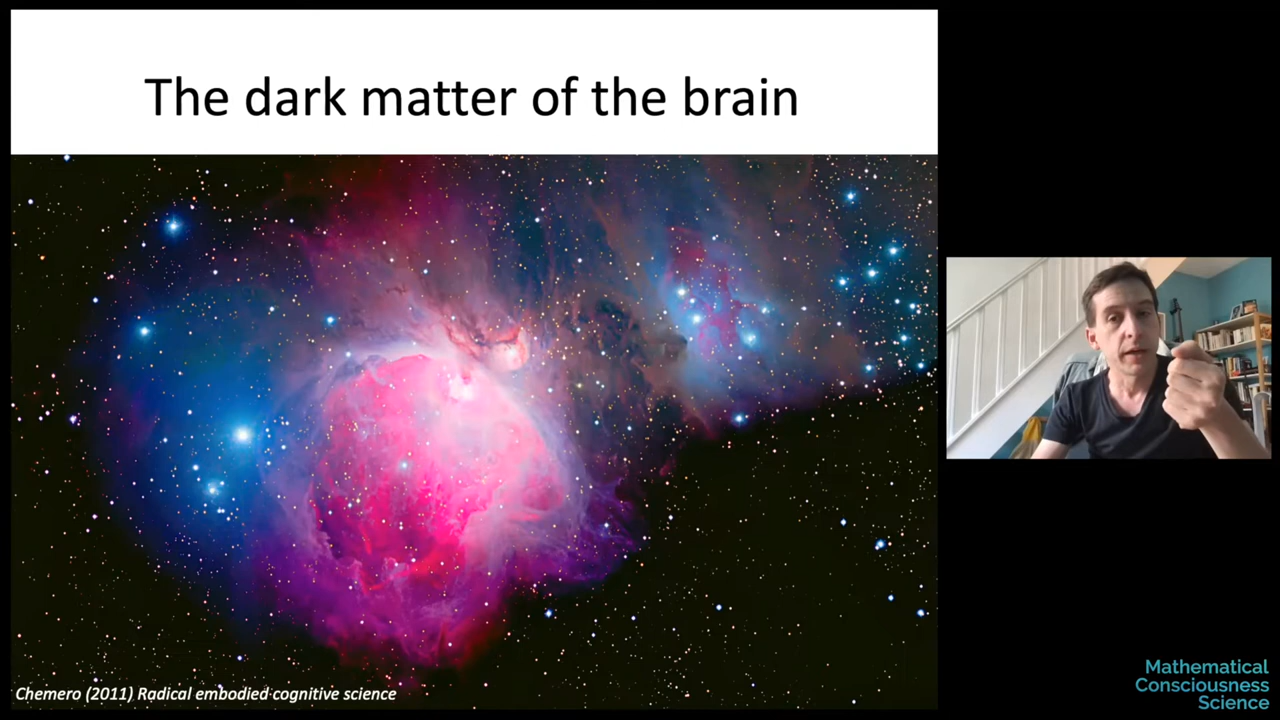 The dark matter of the brain
Chemero (2011) Radical embodied cognitive science
Mathematical
Consciousness
Science